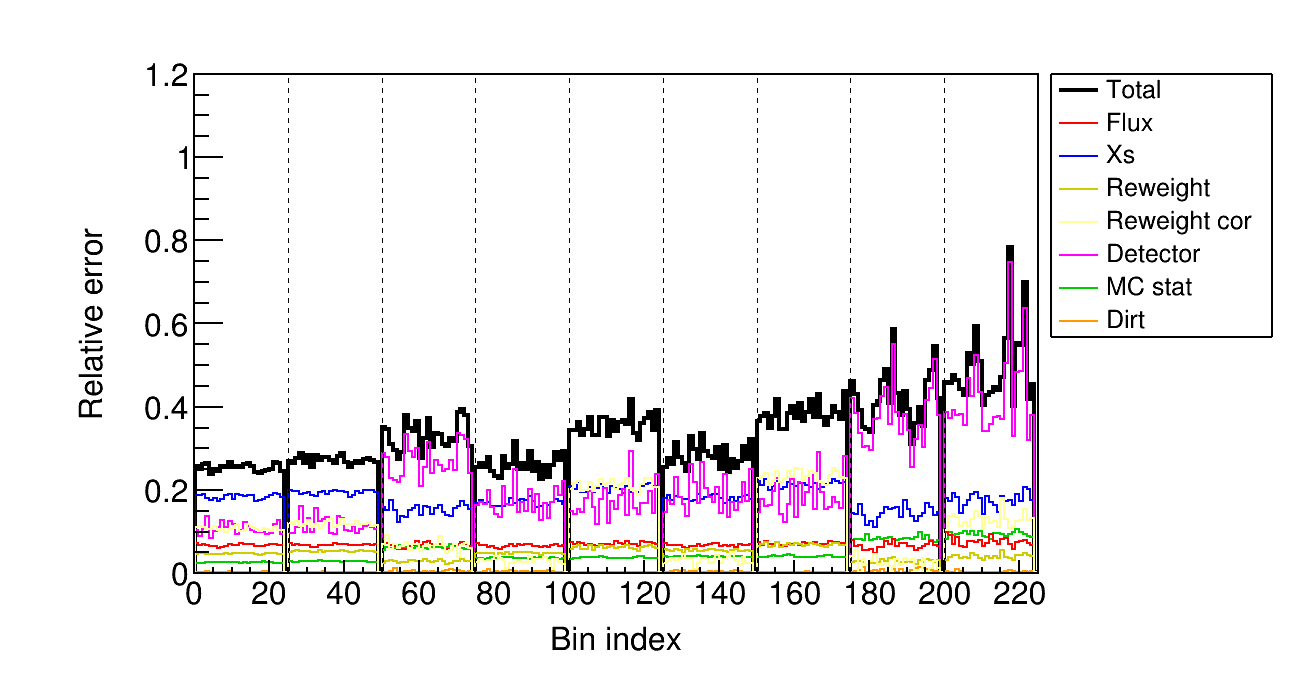 1.2
1
0.8
0.6
0.4
0.2
0
Relative error
0 20 40 60 80 100 120 140 160 180 200 220
Bin index
Total
Flux
Xs
Reweight
Reweight cor
Detector
MC stat
Dirt